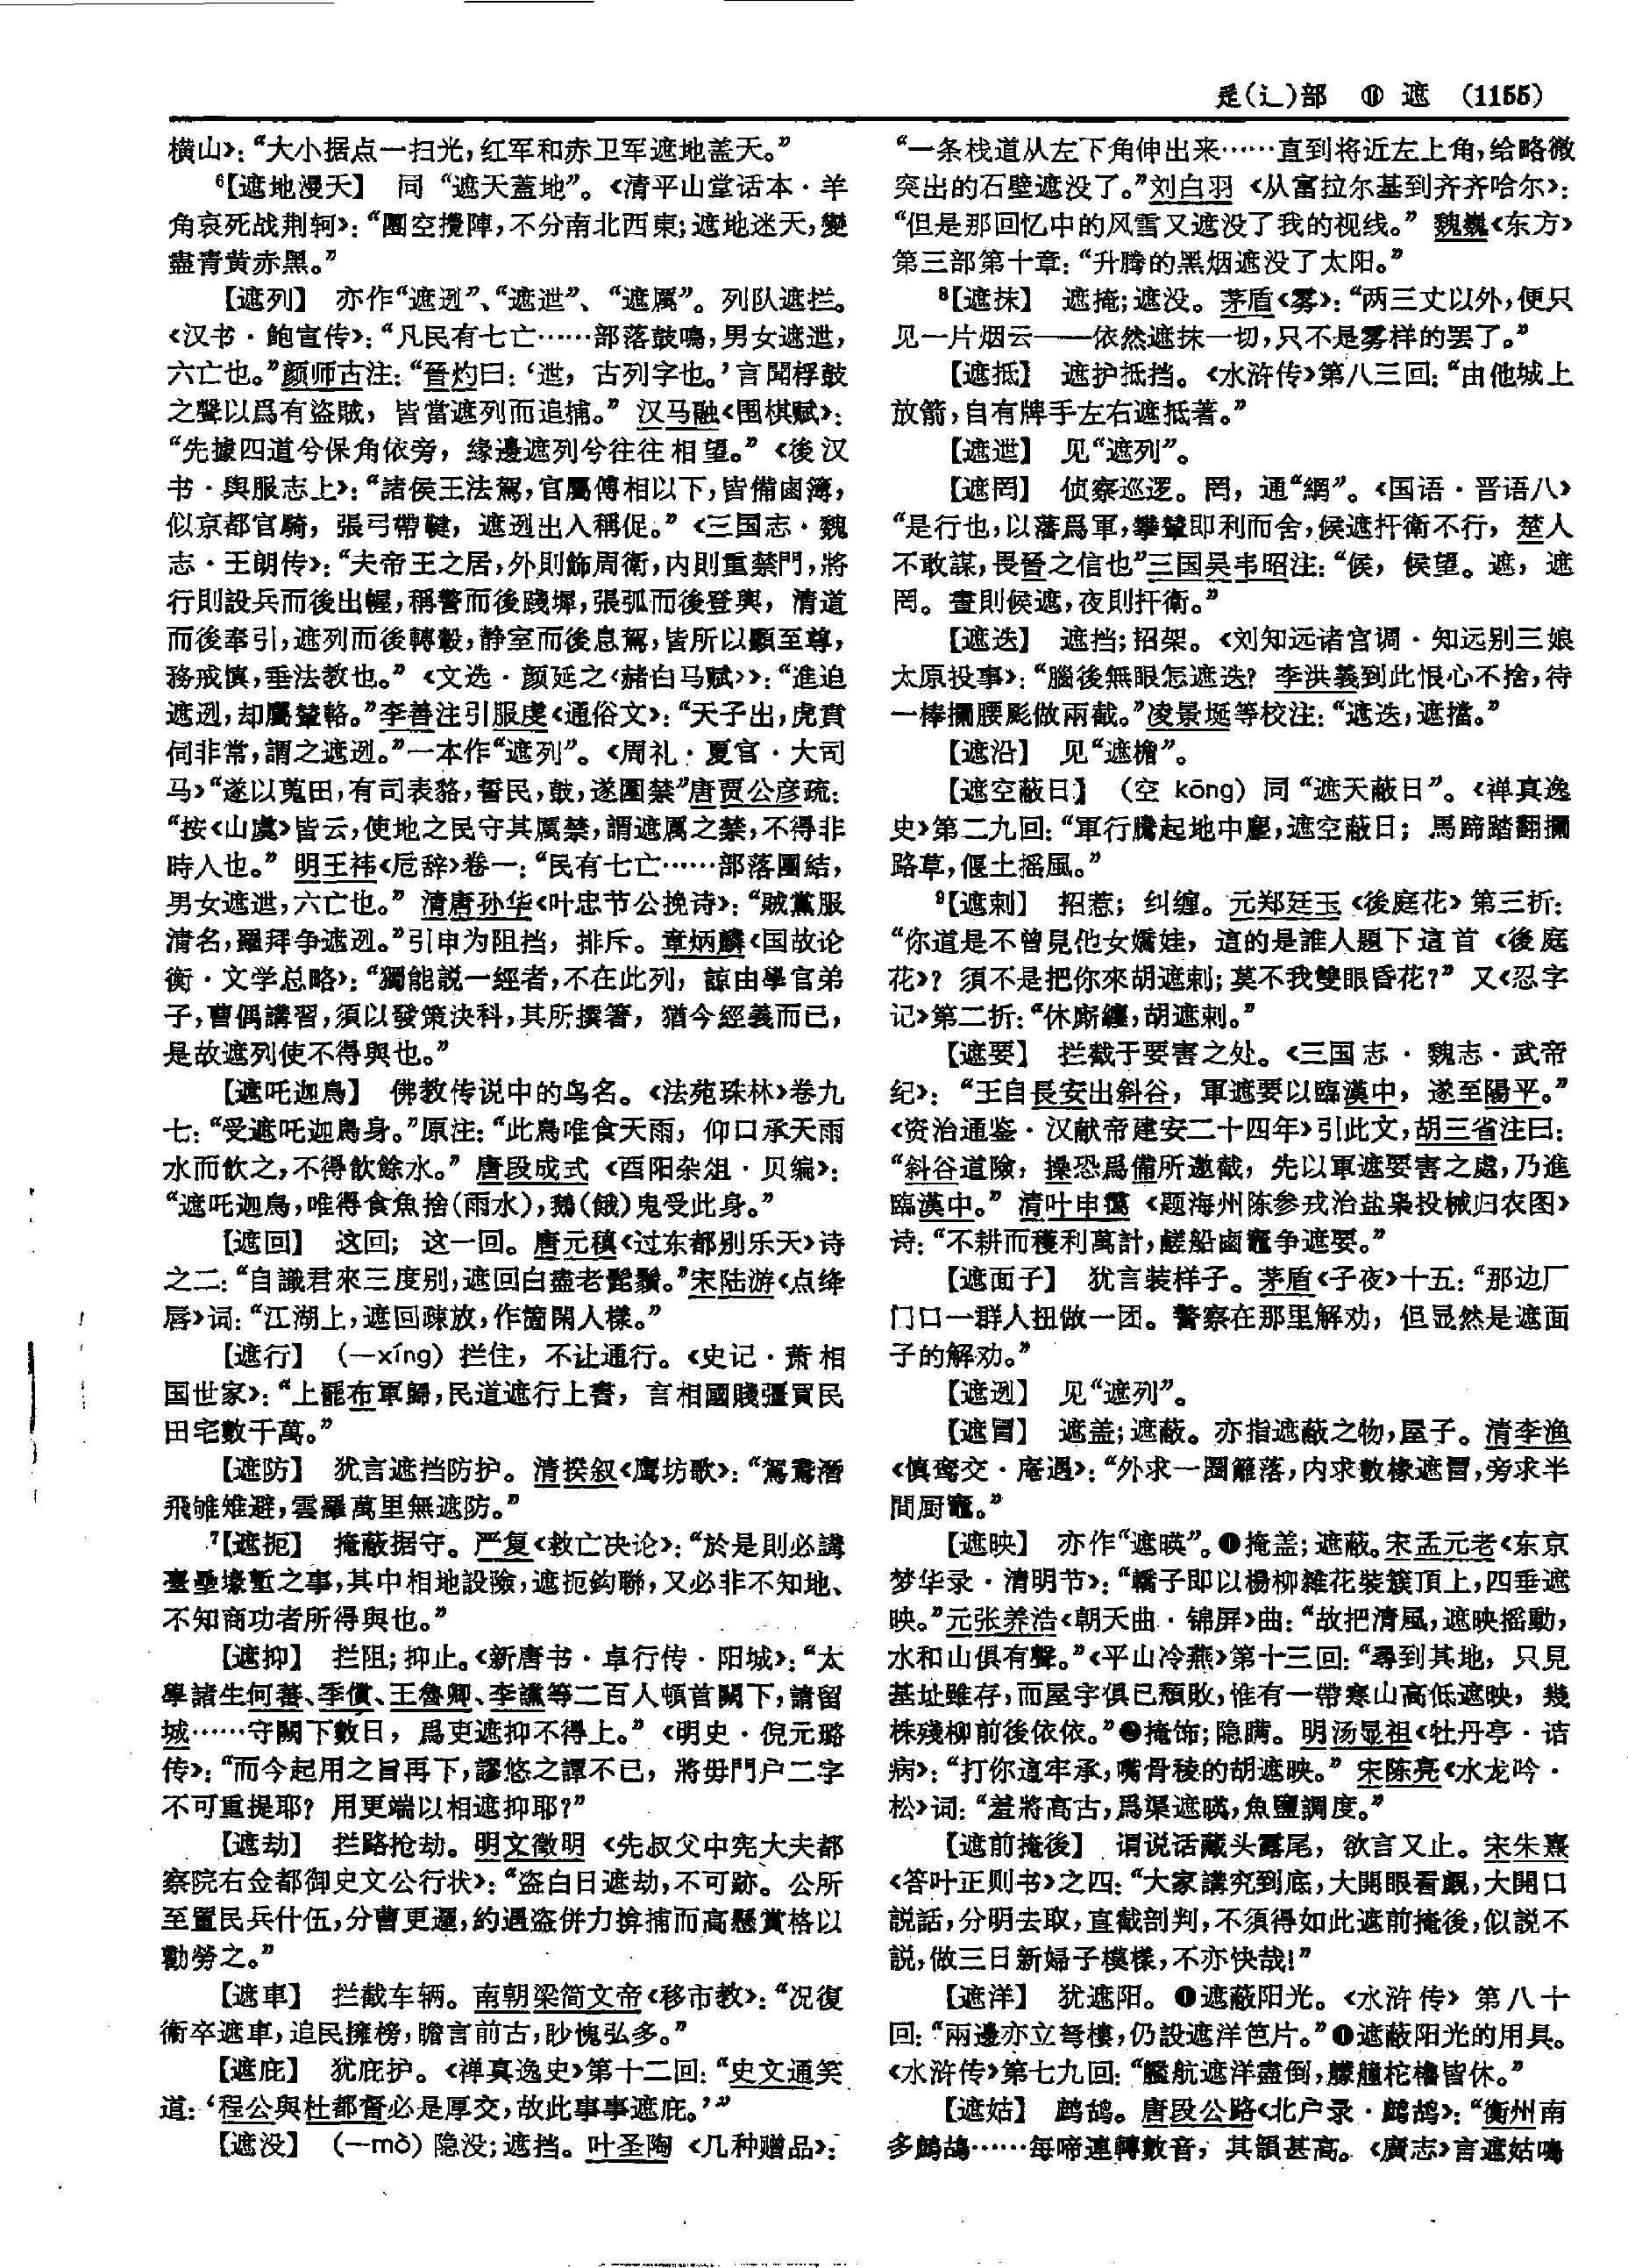 辵(辶)部 ⑪ 遮 (1155)
横山》:“大小据点一扫光,红军和赤卫军遮地盖天。”
6【遮地漫天】 同“遮天蓋地”。《清平山堂话本·羊
角哀死战荆轲》:“團空攪陣,不分南北西東;遮地迷天,變
盡青黄赤黑。”
【遮列】 亦作“遮迾”、“遮迣”、“遮厲”。列队遮拦。
《汉书·鲍宣传》:“凡民有七亡……部落鼓鳴,男女遮迣,
六亡也。”颜师古注:“晉灼曰:‘迣,古列字也。’言聞桴鼓
之聲以爲有盗賊,皆當遮列而追捕。”汉马融《围棋赋》:
“先據四道兮保角依旁,緣邊遮列兮往往相望。”《後汉
书·舆服志上》:“諸侯王法駕,官屬傅相以下,皆備鹵簿,
似京都官騎,張弓帶鞬,遮迾出入稱促。”《三国志·魏
志·王朗传》:“夫帝王之居,外則飾周衛,内則重禁門,將
行則設兵而後出幄,稱警而後踐墀,張弧而後登輿,清道
而後奉引,遮列而後轉轂,静室而後息駕,皆所以顯至尊,
務戒慎,垂法教也。”《文选·颜延之〈赭白马赋〉》:“進迫
遮迾,却屬輦輅。”李善注引服虔《通俗文》:“天子出,虎賁
伺非常,謂之遮迾。”一本作“遮列”。《周礼·夏官·大司
马》“遂以蒐田,有司表貉,誓民,鼓,遂圍禁”唐贾公彦疏:
“按《山虞》皆云,使地之民守其厲禁,謂遮厲之禁,不得非
時入也。”明王祎《卮辞》卷一:“民有七亡……部落團結,
男女遮迣,六亡也。”清唐孙华《叶忠节公挽诗》:“贼黨服
清名,羅拜争遮迾。”引申为阻挡,排斥。章炳麟《国故论
衡·文学总略》:“獨能説一經者,不在此列,諒由學官弟
子,曹偶講習,須以發策決科,其所撰著,猶今經義而已,
是故遮列使不得與也。”
【遮吒迦鳥】 佛教传说中的鸟名。《法苑珠林》卷九
七:“受遮吒迦鳥身。”原注:“此鳥唯食天雨,仰口承天雨
水而飲之,不得飲餘水。”唐段成式《酉阳杂俎·贝编》:
“遮吒迦鳥,唯得食魚捨(雨水),鵝(餓)鬼受此身。”
【遮回】 这回;这一回。唐元稹《过东都别乐天》诗
之二:“自識君來三度别,遮回白盡老髭鬚。”宋陆游《点绛
唇》词:“江湖上,遮回疎放,作箇閑人樣。”
【遮行】 (—xíng)拦住,不让通行。《史记·萧相
国世家》:“上罷布軍歸,民道遮行上書,言相國賤彊買民
田宅數千萬。”
【遮防】 犹言遮挡防护。清揆叙《鹰坊歌》:“鴛鸞潛
飛雊雉避,雲羅萬里無遮防。”
7【遮扼】 掩蔽据守。严复《救亡决论》:“於是則必講
臺壘壕塹之事,其中相地設險,遮扼鈎聯,又必非不知地、
不知商功者所得與也。”
【遮抑】 拦阻;抑止。《新唐书·卓行传·阳城》:“太
學諸生何蕃、季償、王魯卿、李讜等二百人頓首闕下,請留
城……守闕下數日,爲吏遮抑不得上。”《明史·倪元璐
传》:“而今起用之旨再下,謬悠之譚不已,將毋門户二字
不可重提耶?用更端以相遮抑耶?”
【遮劫】 拦路抢劫。明文徵明《先叔父中宪大夫都
察院右佥都御史文公行状》:“盗白日遮劫,不可跡。公所
至置民兵什伍,分曹更邏,約遇盗併力揜捕而高懸賞格以
勸勞之。”
【遮車】 拦截车辆。南朝梁简文帝《移市教》:“况復
衛卒遮車,追民擁榜,瞻言前古,眇愧弘多。”
【遮庇】 犹庇护。《禅真逸史》第十二回:“史文通笑
道:‘程公與杜都督必是厚交,故此事事遮庇。’”
【遮没】 (—mò)隐没;遮挡。叶圣陶《几种赠品》:
“一条栈道从左下角伸出来……直到将近左上角,给略微
突出的石壁遮没了。”刘白羽《从富拉尔基到齐齐哈尔》:
“但是那回忆中的风雪又遮没了我的视线。”魏巍《东方》
第三部第十章:“升腾的黑烟遮没了太阳。”
8【遮抹】 遮掩;遮没。茅盾《雾》:“两三丈以外,便只
见一片烟云——依然遮抹一切,只不是雾样的罢了。”
【遮抵】 遮护抵挡。《水浒传》第八三回:“由他城上
放箭,自有牌手左右遮抵著。”
【遮迣】 见“遮列”。
【遮罔】 侦察巡逻。罔,通“網”。《国语·晋语八》
“是行也,以藩爲軍,攀輦即利而舍,候遮扞衛不行,楚人
不敢謀,畏晉之信也”三国吴韦昭注:“候,候望。遮,遮
罔。晝則候遮,夜則扞衛。”
【遮迭】 遮挡;招架。《刘知远诸宫调·知远别三娘
太原投事》:“腦後無眼怎遮迭?李洪義到此恨心不捨,待
一棒攔腰彪做兩截。”凌景埏等校注:“遮迭,遮擋。”
【遮沿】 见“遮檐”。
【遮空蔽日】 (空 kōng)同“遮天蔽日”。《禅真逸
史》第二九回:“軍行騰起地中塵,遮空蔽日;馬蹄踏翻攔
路草,偃土摇風。”
9【遮刺】 招惹;纠缠。元郑廷玉《後庭花》第三折:
“你道是不曾見他女嬌娃,這的是誰人題下這首《後庭
花》?須不是把你來胡遮刺;莫不我雙眼昏花?”又《忍字
记》第二折:“休廝纏,胡遮刺。”
【遮要】 拦截于要害之处。《三国志·魏志·武帝
纪》:“王自長安出斜谷,軍遮要以臨漢中,遂至陽平。”
《资治通鉴·汉献帝建安二十四年》引此文,胡三省注曰:
“斜谷道險,操恐爲備所邀截,先以軍遮要害之處,乃進
臨漢中。”清叶申薌《题海州陈参戎治盐枭投械归农图》
诗:“不耕而穫利萬計,鹺船鹵竈争遮要。”
【遮面子】 犹言装样子。茅盾《子夜》十五:“那边厂
门口一群人扭做一团。警察在那里解劝,但显然是遮面
子的解劝。”
【遮迾】 见“遮列”。
【遮冒】 遮盖;遮蔽。亦指遮蔽之物,屋子。清李渔
《慎鸾交·庵遇》:“外求一圈籬落,内求數椽遮冒,旁求半
間厨竈。”
【遮映】 亦作“遮暎”。❶掩盖;遮蔽。宋孟元老《东京
梦华录·清明节》:“轎子即以楊柳雜花裝簇頂上,四垂遮
映。”元张养浩《朝天曲·锦屏》曲:“故把清風,遮映摇動,
水和山俱有聲。”《平山冷燕》第十三回:“尋到其地,只見
基址雖存,而屋宇俱已頽敗,惟有一帶寒山高低遮映,幾
株殘柳前後依依。”❷掩饰;隐瞒。明汤显祖《牡丹亭·诘
病》:“打你這牢承,嘴骨稜的胡遮映。”宋陈亮《水龙吟·
松》词:“羞將高古,爲渠遮暎,魚鹽調度。”
【遮前掩後】 谓说话藏头露尾,欲言又止。宋朱熹
《答叶正则书》之四:“大家講究到底,大開眼看覷,大開口
説話,分明去取,直截剖判,不須得如此遮前掩後,似説不
説,做三日新婦子模樣,不亦快哉!”
【遮洋】 犹遮阳。❶遮蔽阳光。《水浒传》第八十
回:“兩邊亦立弩樓,仍設遮洋笆片。”❶遮蔽阳光的用具。
《水浒传》第七九回:“艦航遮洋盡倒,艨艟柁櫓皆休。”
【遮姑】 鹧鸪。唐段公路《北户录·鹧鸪》:“衡州南
多鷓鴣……每啼連轉數音,其韻甚高。《廣志》言遮姑鳴